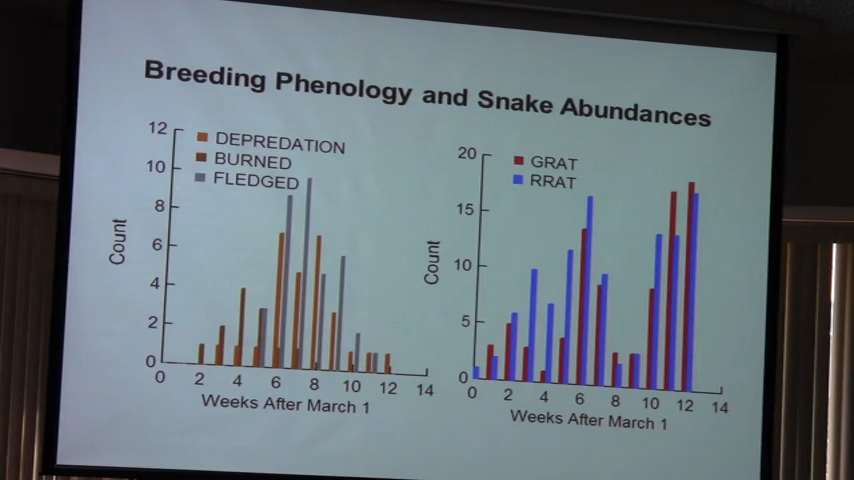 Breeding Phenology and Snake Abundances
12
10
8
6
4
2
0
Count
DEPREDATION
BURNED
FLEDGED
0 2 4 6 8 10 12 14
Weeks After March 1
20
15
10
5
0
Count
GRAT
RRAT
0 2 4 6 8 10 12 14
Weeks After March 1